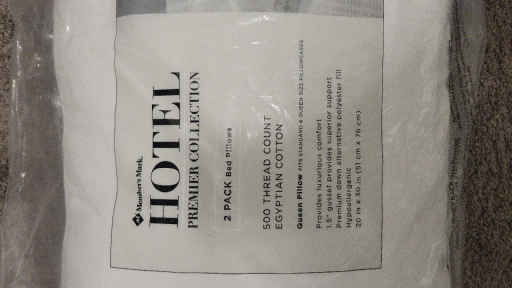 Member's Mark
HOTEL
PREMIER COLLECTION
2 PACK Bed Pillows
500 THREAD COUNT
EGYPTIAN COTTON
Queen Pillow FITS STANDARD & QUEEN SIZE PILLOWCASES
Provides luxurious comfort
1.5" gusset provides superior support
Premium down alternative polyester fill
Hypoallergenic
20 in x 30 in (51 cm x 76 cm)